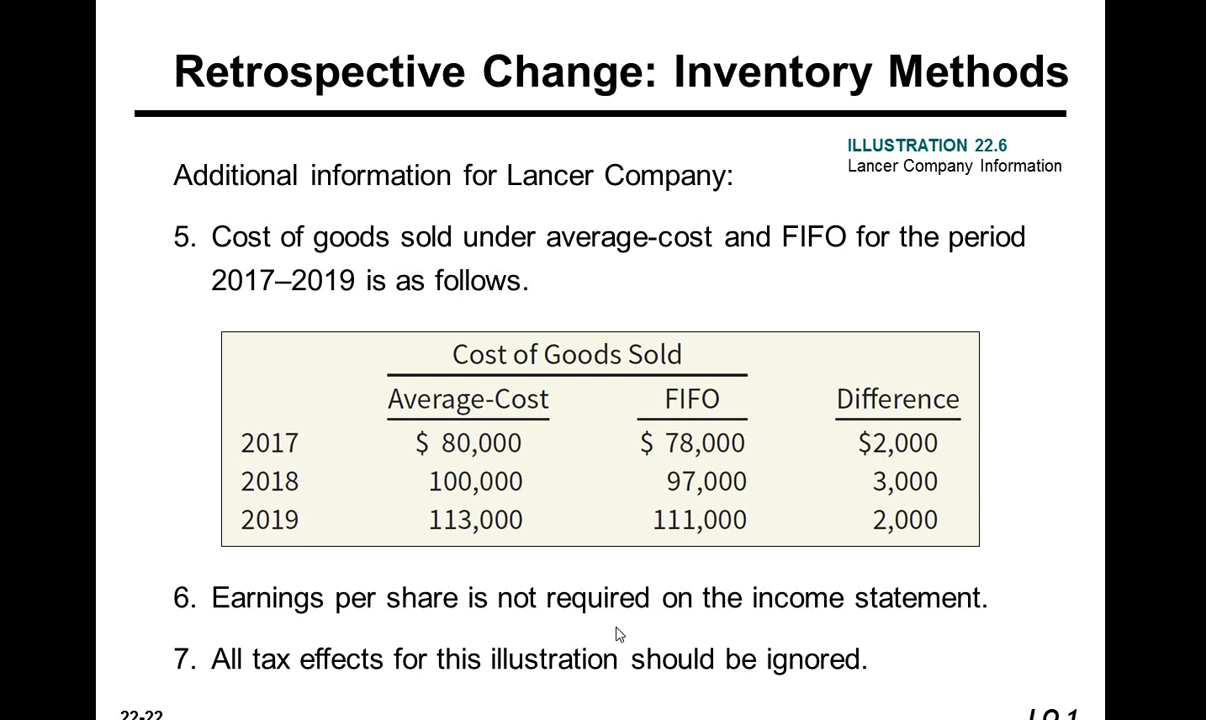 Retrospective Change: Inventory Methods
ILLUSTRATION 22.6
Lancer Company Information
Additional information for Lancer Company:
5. Cost of goods sold under average-cost and FIFO for the period
2017–2019 is as follows.
Cost of Goods Sold
Average-Cost FIFO Difference
2017 $ 80,000 $ 78,000 $2,000
2018 100,000 97,000 3,000
2019 113,000 111,000 2,000
6. Earnings per share is not required on the income statement.
7. All tax effects for this illustration should be ignored.
22-22 LO 1